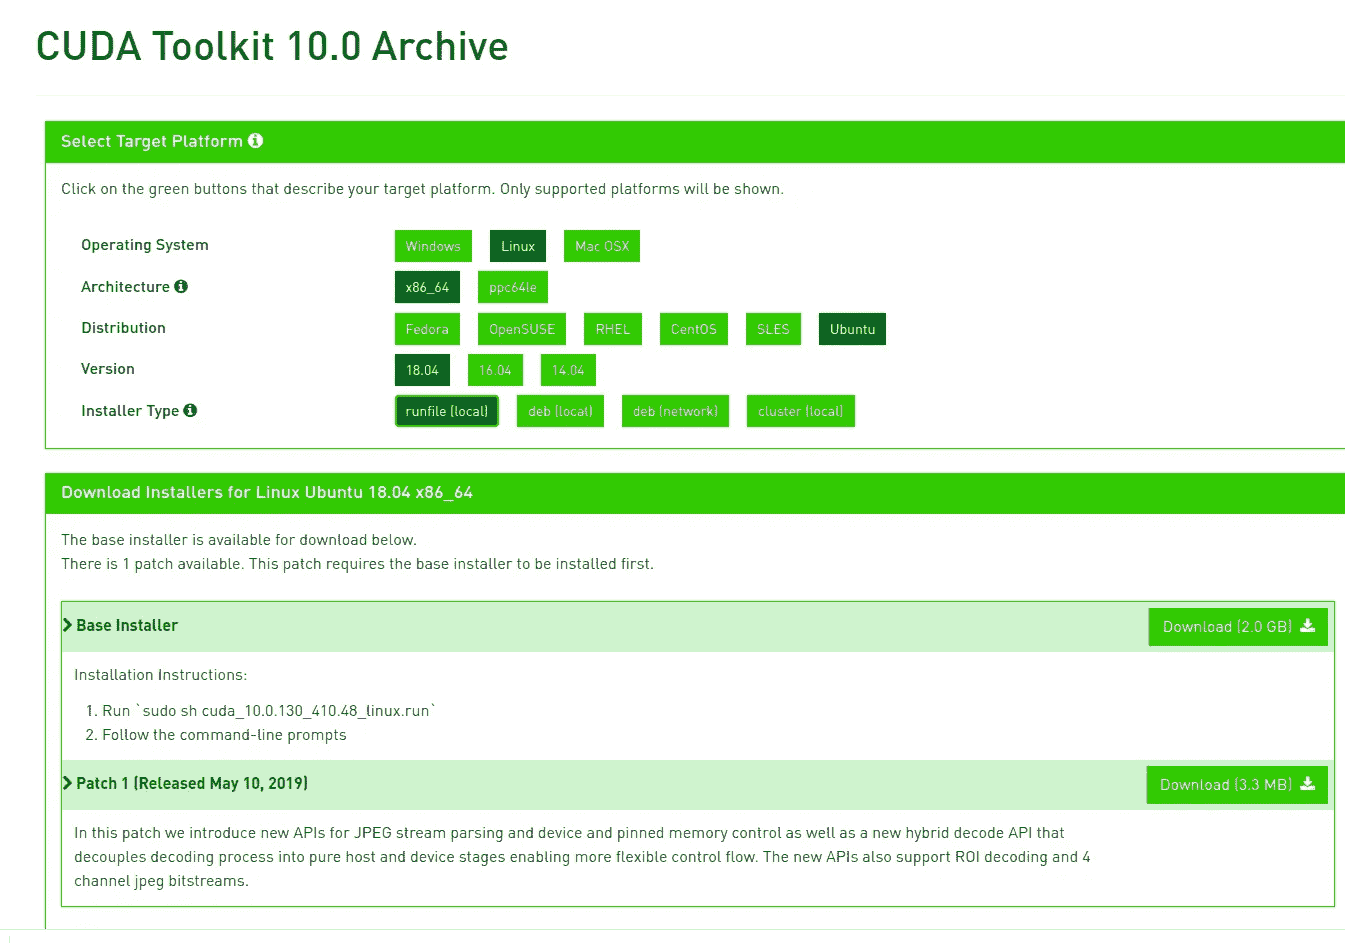 CUDA Toolkit 10.0 Archive
Select Target Platform
Click on the green buttons that describe your target platform. Only supported platforms will be shown.
Operating System Windows Linux Mac OSX
Architecture x86_64 ppc64le
Distribution Fedora OpenSUSE RHEL CentOS SLES Ubuntu
Version 18.04 16.04 14.04
Installer Type runfile (local) deb (local) deb (network) cluster (local)
Download Installers for Linux Ubuntu 18.04 x86_64
The base installer is available for download below.
There is 1 patch available. This patch requires the base installer to be installed first.
Base Installer Download (2.0 GB)
Installation Instructions:
1. Run `sudo sh cuda_10.0.130_410.48_linux.run`
2. Follow the command-line prompts
Patch 1 (Released May 10, 2019) Download (3.3 MB)
In this patch we introduce new APIs for JPEG stream parsing and device and pinned memory control as well as a new hybrid decode API that
decouples decoding process into pure host and device stages enabling more flexible control flow. The new APIs also support ROI decoding and 4
channel jpeg bitstreams.